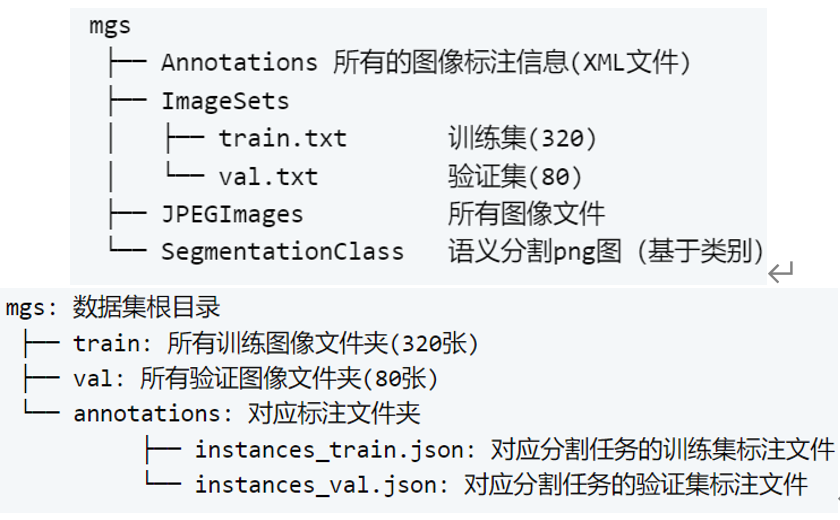 mgs
├── Annotations 所有的图像标注信息(XML文件)
├── ImageSets
│   ├── train.txt 训练集(320)
│   └── val.txt 验证集(80)
├── JPEGImages 所有图像文件
└── SegmentationClass 语义分割png图（基于类别）
mgs: 数据集根目录
├── train: 所有训练图像文件夹(320张)
├── val: 所有验证图像文件夹(80张)
└── annotations: 对应标注文件夹
├── instances_train.json: 对应分割任务的训练集标注文件
└── instances_val.json: 对应分割任务的验证集标注文件